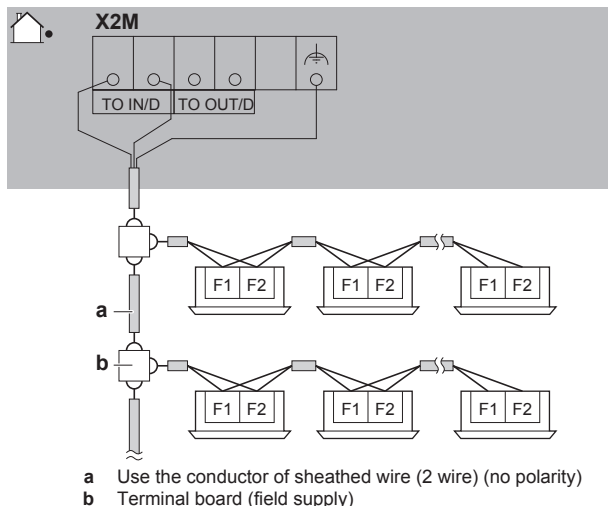 X2M
TO IN/D TO OUT/D
F1 F2 F1 F2 F1 F2
a
b
F1 F2 F1 F2 F1 F2
a Use the conductor of sheathed wire (2 wire) (no polarity)
b Terminal board (field supply)